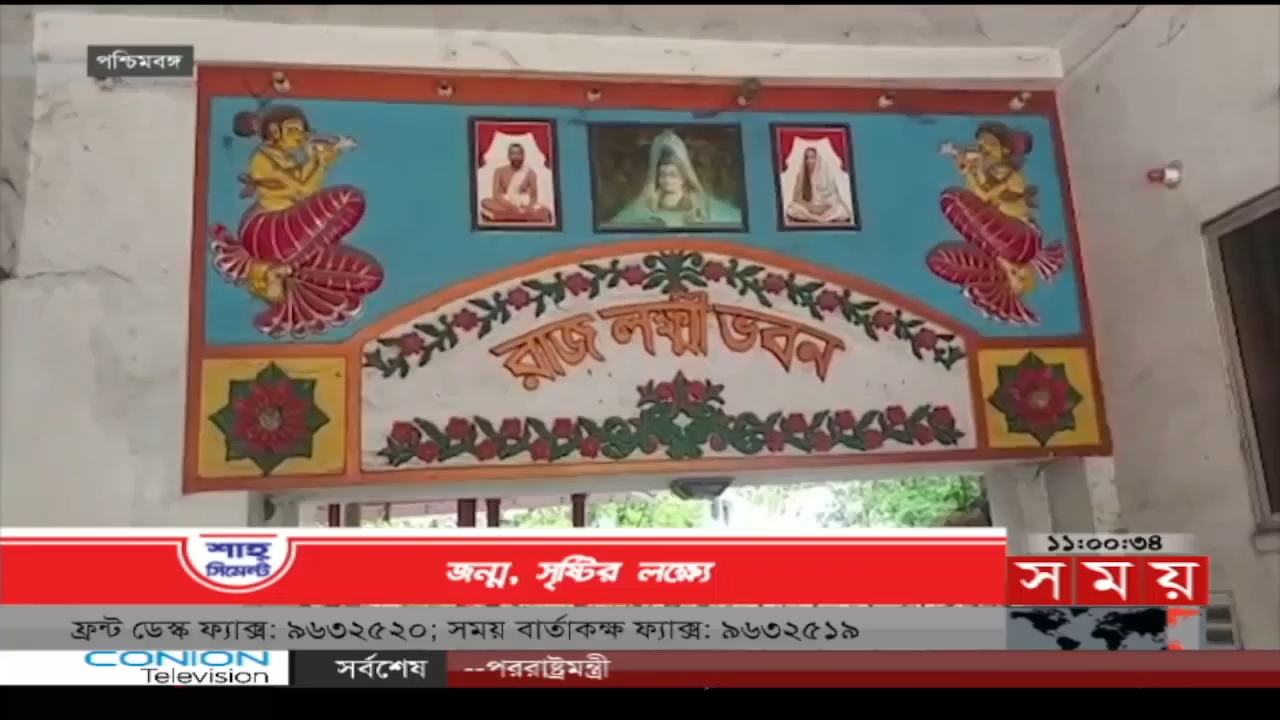 পশ্চিমবঙ্গ
রাজ লক্ষ্মী ভবন
শাহ্
সিমেন্ট
জন্ম, সৃষ্টির লক্ষ্যে
১১:০০:৩৪
সময়
ফ্রন্ট ডেস্ক ফ্যাক্স: ৯৬৩২৫২০; সময় বার্তাকক্ষ ফ্যাক্স: ৯৬৩২৫১৯
CONION
Television
সর্বশেষ --পররাষ্ট্রমন্ত্রী